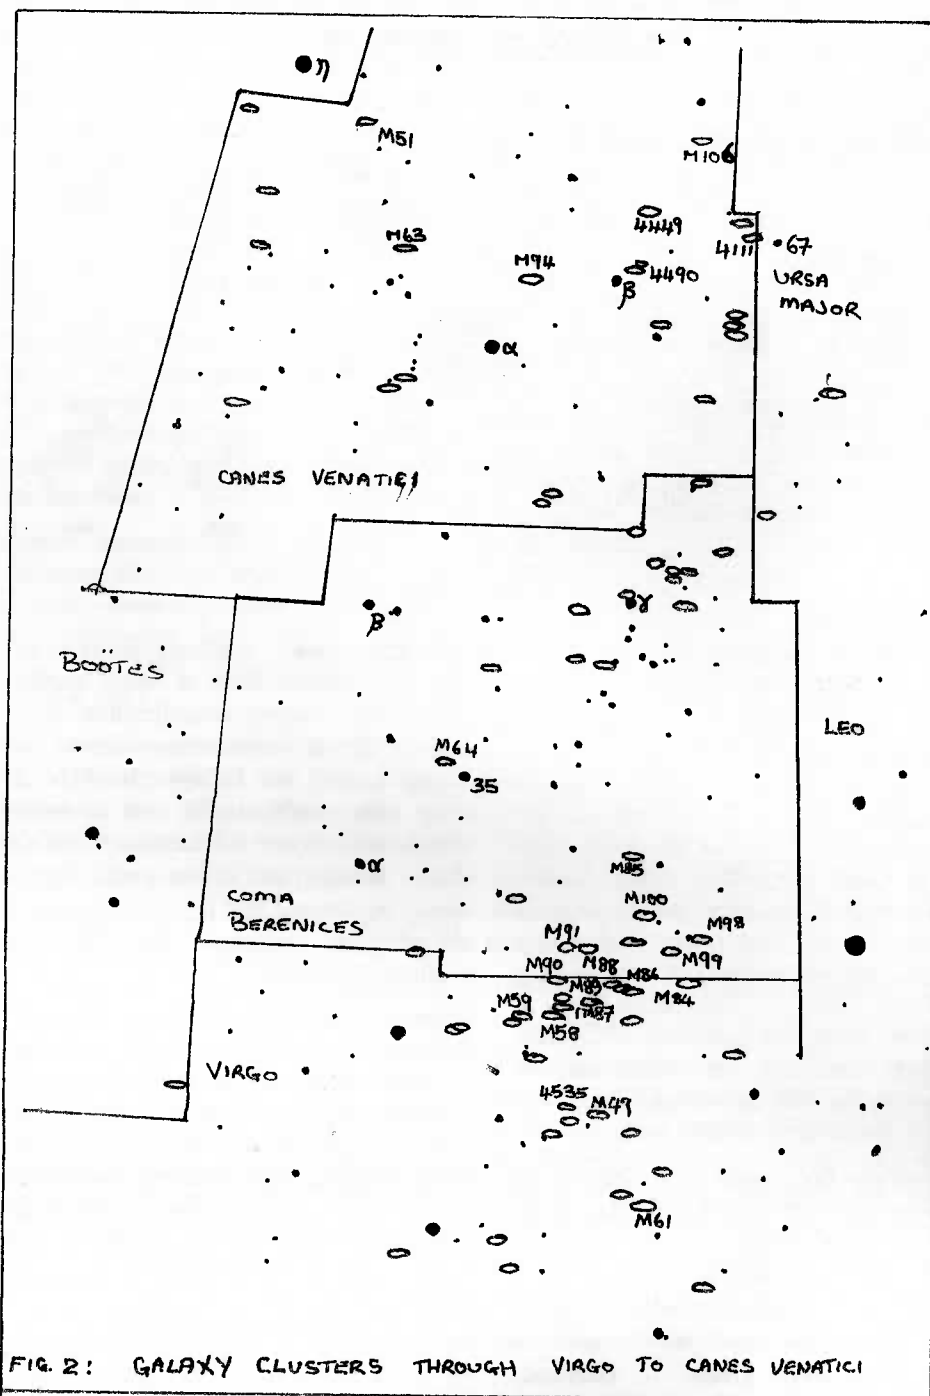 η
M51
M106
4449
M63
4111
67
M94
4490
β
URSA
MAJOR
α
CANES VENATICI
β
γ
BOÖTES
LEO
M64
35
α
M85
COMA
BERENICES
M100
M98
M91
M88
M99
M90
M86
M89
M84
M59
M87
M58
VIRGO
4535
M49
M61
FIG. 2: GALAXY CLUSTERS THROUGH VIRGO TO CANES VENATICI